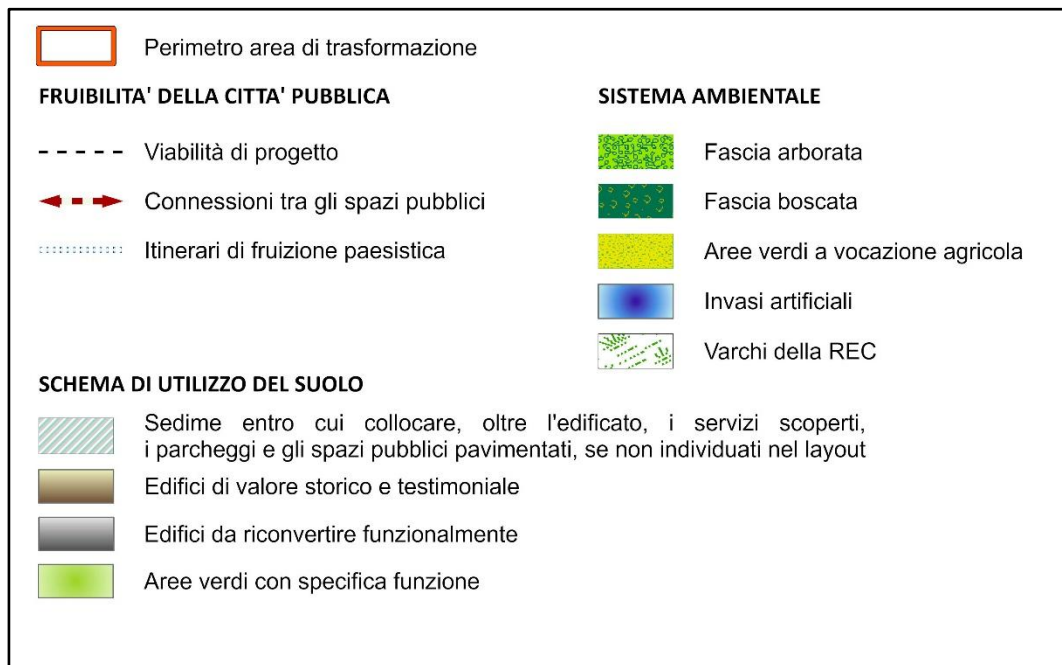 Perimetro area di trasformazione
FRUIBILITA' DELLA CITTA' PUBBLICA
Viabilità di progetto
Connessioni tra gli spazi pubblici
Itinerari di fruizione paesistica
SISTEMA AMBIENTALE
Fascia arborata
Fascia boscata
Aree verdi a vocazione agricola
Invasi artificiali
Varchi della REC
SCHEMA DI UTILIZZO DEL SUOLO
Sedime entro cui collocare, oltre l'edificato, i servizi scoperti,
i parcheggi e gli spazi pubblici pavimentati, se non individuati nel layout
Edifici di valore storico e testimoniale
Edifici da riconvertire funzionalmente
Aree verdi con specifica funzione